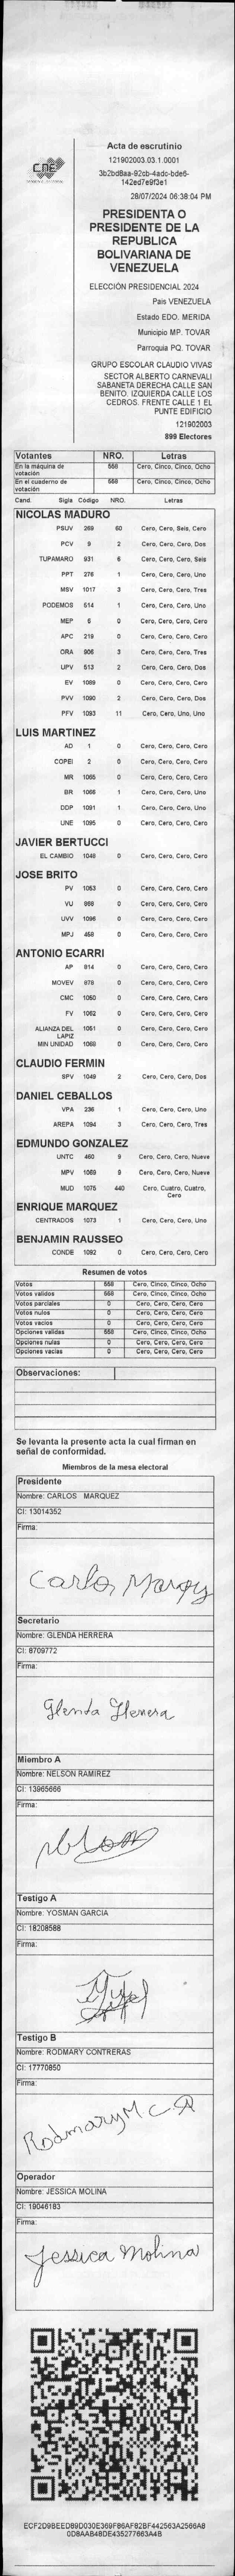 CNE
Acta de escrutinio
121902003.03.1.0001
3b2bd8aa-92cb-4adc-bde6-
142ed7e9f3e1
28/07/2024 06:38:04 PM
PRESIDENTA O
PRESIDENTE DE LA
REPUBLICA
BOLIVARIANA DE
VENEZUELA
ELECCIÓN PRESIDENCIAL 2024
Pais VENEZUELA
Estado EDO. MERIDA
Municipio MP. TOVAR
Parroquia PQ. TOVAR
GRUPO ESCOLAR CLAUDIO VIVAS
SECTOR ALBERTO CARNEVALI
SABANETA DERECHA CALLE SAN
BENITO. IZQUIERDA CALLE LOS
CEDROS. FRENTE CALLE 1 EL
PUNTE EDIFICIO
121902003
899 Electores
Votantes NRO. Letras
En la máquina de votación 558 Cero, Cinco, Cinco, Ocho
En el cuaderno de votación 558 Cero, Cinco, Cinco, Ocho
Cand. Sigla Código NRO. Letras
NICOLAS MADURO
PSUV 269 60 Cero, Cero, Seis, Cero
PCV 9 2 Cero, Cero, Cero, Dos
TUPAMARO 931 6 Cero, Cero, Cero, Seis
PPT 276 1 Cero, Cero, Cero, Uno
MSV 1017 3 Cero, Cero, Cero, Tres
PODEMOS 514 1 Cero, Cero, Cero, Uno
MEP 5 0 Cero, Cero, Cero, Cero
APC 219 0 Cero, Cero, Cero, Cero
ORA 906 3 Cero, Cero, Cero, Tres
UPV 513 2 Cero, Cero, Cero, Dos
EV 1089 0 Cero, Cero, Cero, Cero
PVV 1090 2 Cero, Cero, Cero, Dos
PFV 1093 11 Cero, Cero, Uno, Uno
LUIS MARTINEZ
AD 1 0 Cero, Cero, Cero, Cero
COPEI 2 0 Cero, Cero, Cero, Cero
MR 1065 0 Cero, Cero, Cero, Cero
BR 1066 1 Cero, Cero, Cero, Uno
DDP 1091 1 Cero, Cero, Cero, Uno
UNE 1095 0 Cero, Cero, Cero, Cero
JAVIER BERTUCCI
EL CAMBIO 1048 0 Cero, Cero, Cero, Cero
JOSE BRITO
PV 1053 0 Cero, Cero, Cero, Cero
VU 868 0 Cero, Cero, Cero, Cero
UVV 1096 0 Cero, Cero, Cero, Cero
MPJ 458 0 Cero, Cero, Cero, Cero
ANTONIO ECARRI
AP 814 0 Cero, Cero, Cero, Cero
MOVEV 878 0 Cero, Cero, Cero, Cero
CMC 1050 0 Cero, Cero, Cero, Cero
FV 1052 0 Cero, Cero, Cero, Cero
ALIANZA DEL LAPIZ 1051 0 Cero, Cero, Cero, Cero
MIN UNIDAD 1068 0 Cero, Cero, Cero, Cero
CLAUDIO FERMIN
SPV 1049 2 Cero, Cero, Cero, Dos
DANIEL CEBALLOS
VPA 236 1 Cero, Cero, Cero, Uno
AREPA 1094 3 Cero, Cero, Cero, Tres
EDMUNDO GONZALEZ
UNTC 460 9 Cero, Cero, Cero, Nueve
MPV 1069 9 Cero, Cero, Cero, Nueve
MUD 1075 440 Cero, Cuatro, Cuatro, Cero
ENRIQUE MARQUEZ
CENTRADOS 1073 1 Cero, Cero, Cero, Uno
BENJAMIN RAUSSEO
CONDE 1092 0 Cero, Cero, Cero, Cero
Resumen de votos
Votos 558 Cero, Cinco, Cinco, Ocho
Votos validos 558 Cero, Cinco, Cinco, Ocho
Votos parciales 0 Cero, Cero, Cero, Cero
Votos nulos 0 Cero, Cero, Cero, Cero
Votos vacios 0 Cero, Cero, Cero, Cero
Opciones validas 558 Cero, Cinco, Cinco, Ocho
Opciones nulas 0 Cero, Cero, Cero, Cero
Opciones vacias 0 Cero, Cero, Cero, Cero
Observaciones:
Se levanta la presente acta la cual firman en
señal de conformidad.
Miembros de la mesa electoral
Presidente
Nombre: CARLOS MARQUEZ
CI: 13014352
Firma:
Carlos Marquez
Secretario
Nombre: GLENDA HERRERA
CI: 8709772
Firma:
Glenda Herrera
Miembro A
Nombre: NELSON RAMIREZ
CI: 13965666
Firma:
Testigo A
Nombre: YOSMAN GARCIA
CI: 18208588
Firma:
Testigo B
Nombre: RODMARY CONTRERAS
CI: 17770850
Firma:
Rodmary M C R
Operador
Nombre: JESSICA MOLINA
CI: 19046183
Firma:
Jessica Molina
ECF2D9BEED89D030E369F86AF82BF442563A2566A8
0D8AAB48DE435277663A4B